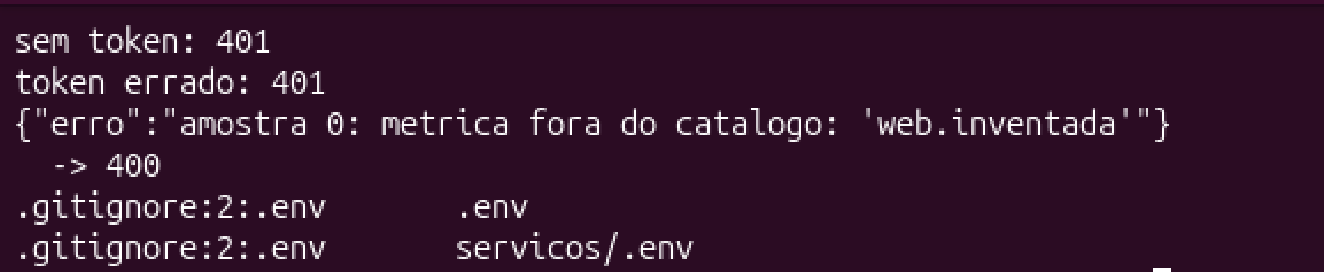 sem token: 401
token errado: 401
{"erro":"amostra 0: metrica fora do catalogo: 'web.inventada'"}
  -> 400
.gitignore:2:.env	.env
.gitignore:2:.env	servicos/.env